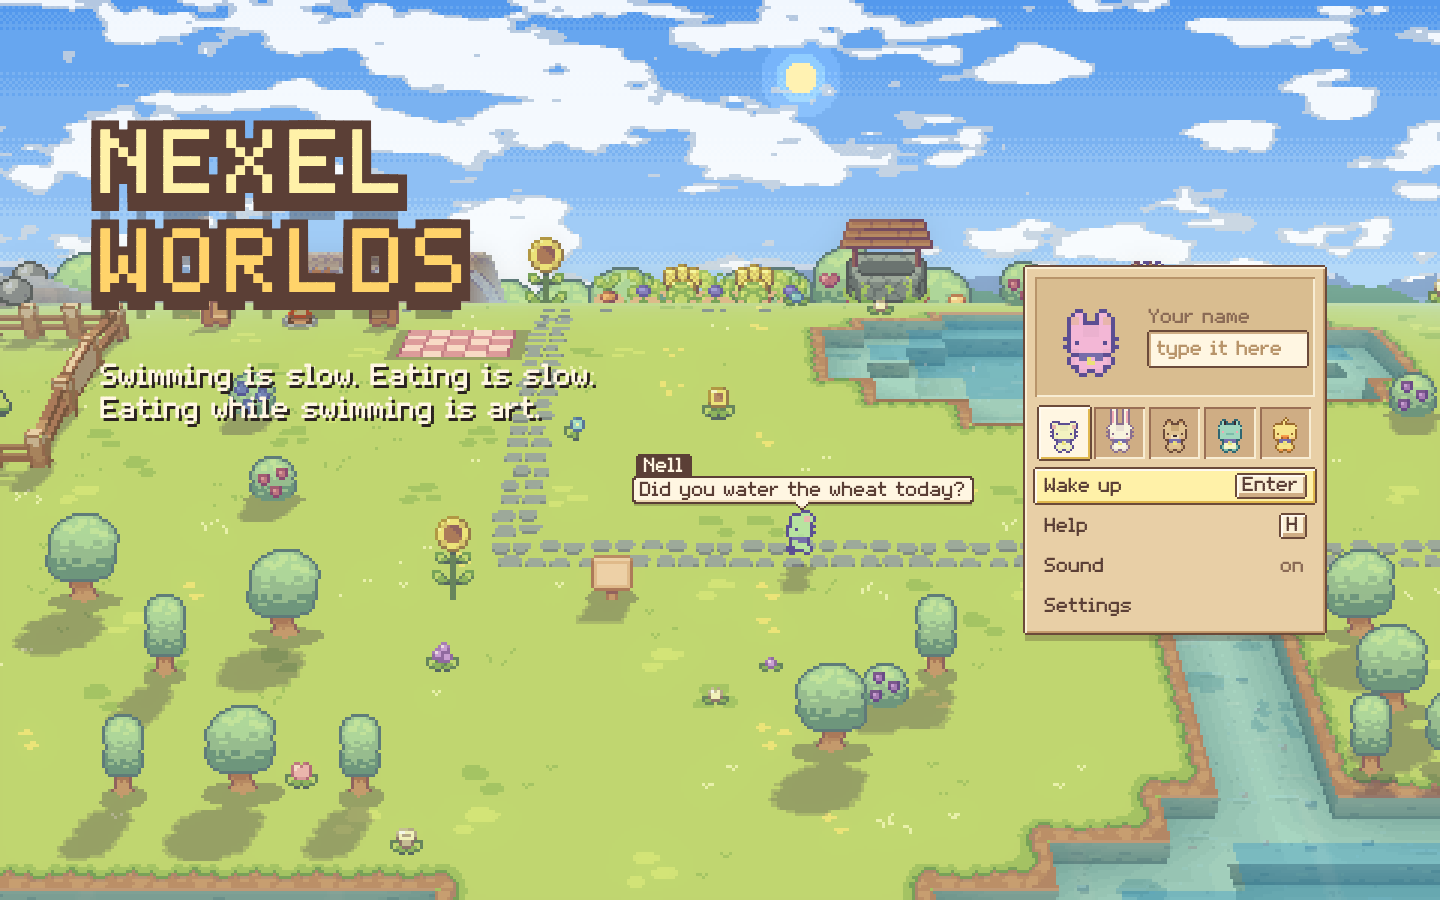 NEXEL
WORLDS
Swimming is slow. Eating is slow.
Eating while swimming is art.
Nell
Did you water the wheat today?
Your name
type it here
Wake up Enter
Help H
Sound on
Settings